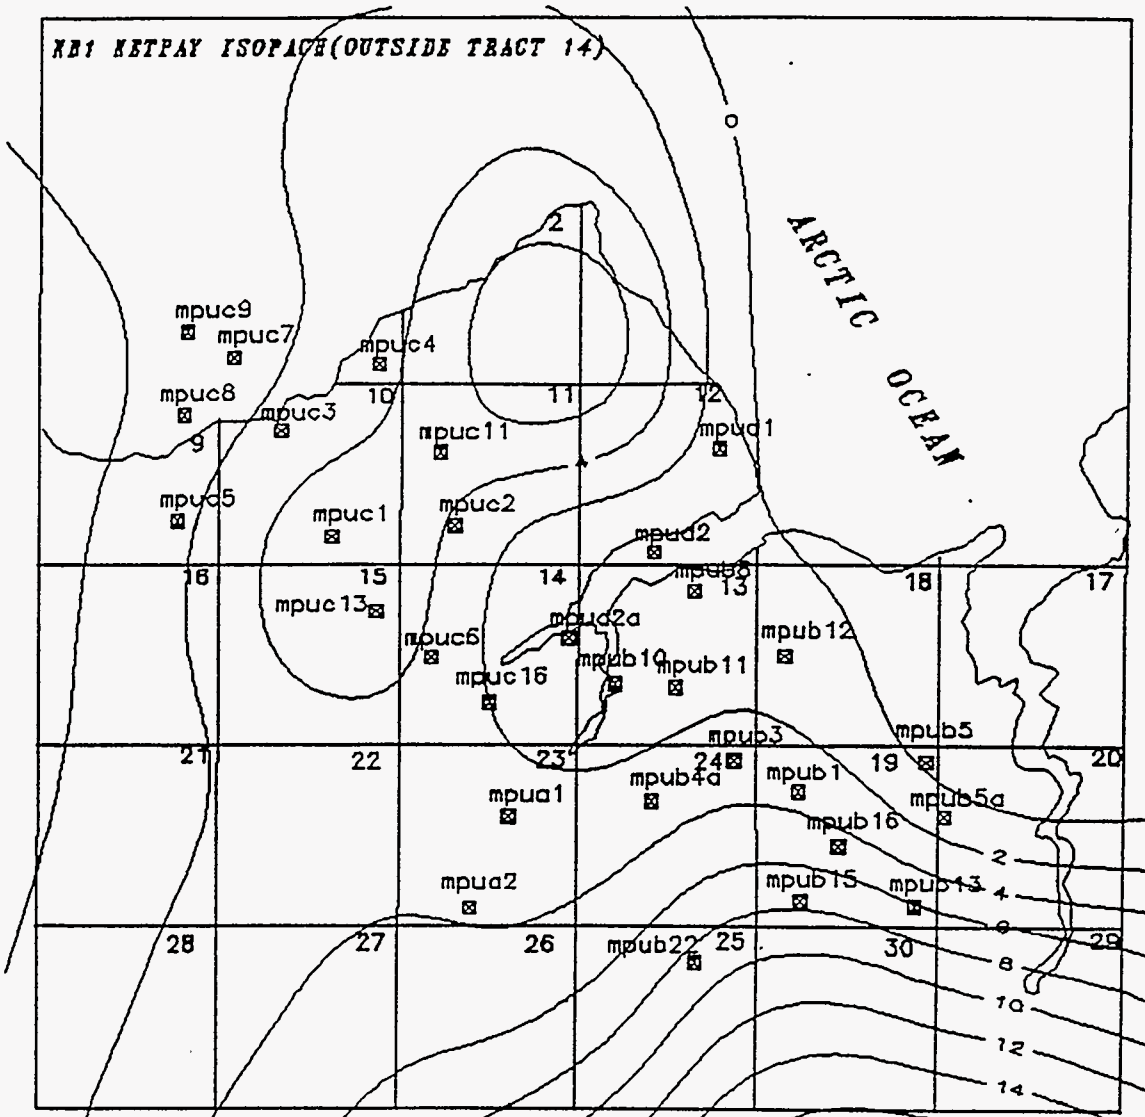 NB1 NETPAY ISOPACH(OUTSIDE TRACT 14)
0
2
ARCTIC OCEAN
mpuc9
mpuc7
mpuc4
mpuc8
mpuc3
10
11
12
9
mpuc11
mpud1
4
mpuc5
mpuc1
mpuc2
mpud2
16
15
14
mpub8
13
18
17
mpuc13
mpud2a
mpub12
mpuc6
mpub10
mpub11
mpuc16
21
22
23
mpub3
24
19
mpub5
20
mpub4a
mpub1
mpub5a
mpua1
mpub16
2
mpua2
mpub15
mpub13
4
6
28
27
26
mpub22
25
30
29
8
10
12
14